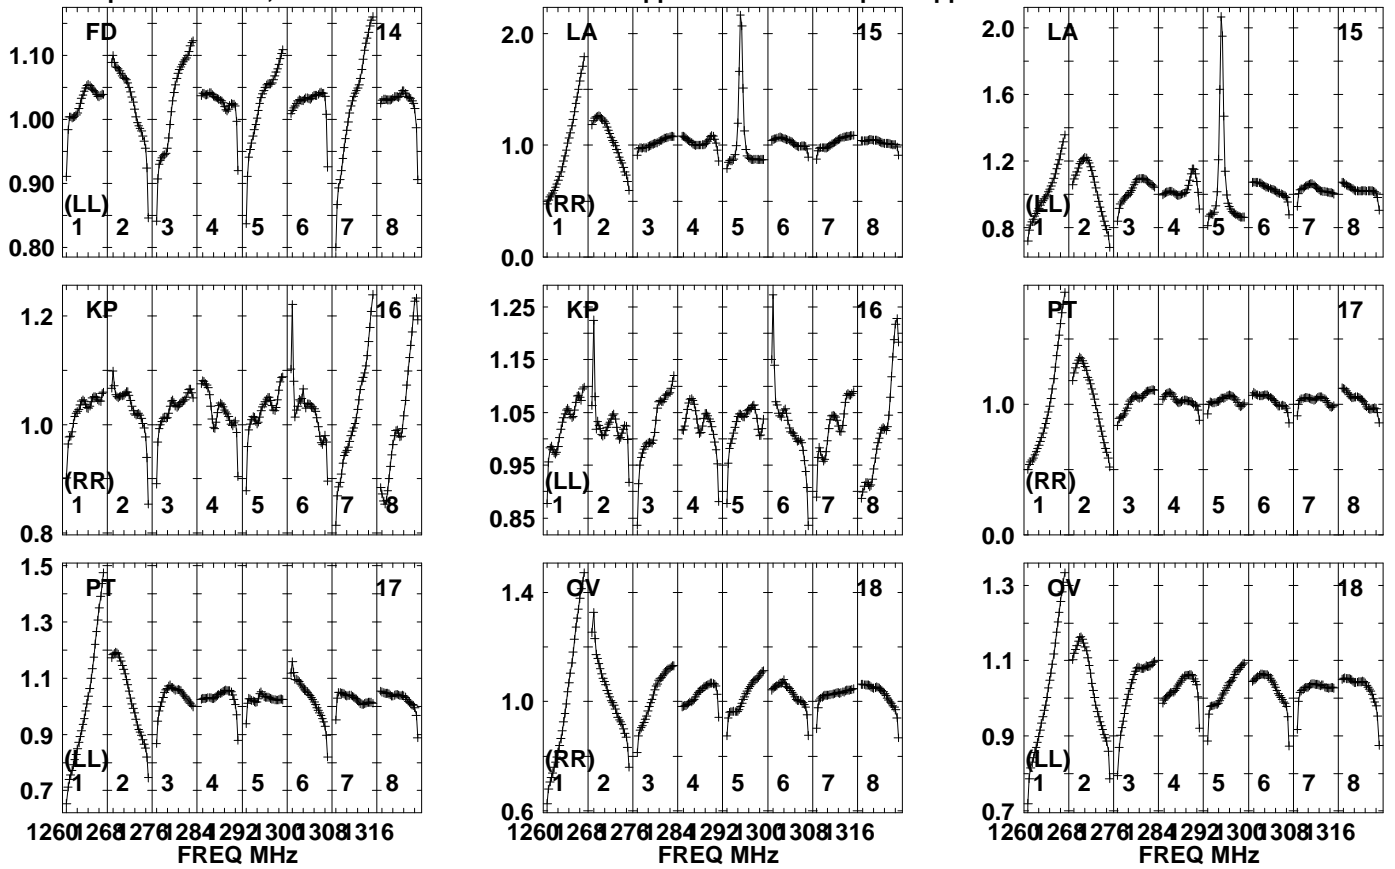 FD 14
1.10
1.00
0.90
0.80
(LL)
1 2 3 4 5 6 7 8
LA 15
2.0
1.0
0.0
(RR)
1 2 3 4 5 6 7 8
LA 15
2.0
1.6
1.2
0.8
(LL)
1 2 3 4 5 6 7 8
KP 16
1.2
1.0
0.8
(RR)
1 2 3 4 5 6 7 8
KP 16
1.25
1.15
1.05
0.95
0.85
(LL)
1 2 3 4 5 6 7 8
PT 17
1.0
0.0
(RR)
1 2 3 4 5 6 7 8
PT 17
1.5
1.3
1.1
0.9
0.7
(LL)
1 2 3 4 5 6 7 8
1260 1268 1276 1284 1292 1300 1308 1316
FREQ MHz
OV 18
1.4
1.0
0.6
(RR)
1 2 3 4 5 6 7 8
1260 1268 1276 1284 1292 1300 1308 1316
FREQ MHz
OV 18
1.3
1.1
0.9
0.7
(LL)
1 2 3 4 5 6 7 8
1260 1268 1276 1284 1292 1300 1308 1316
FREQ MHz